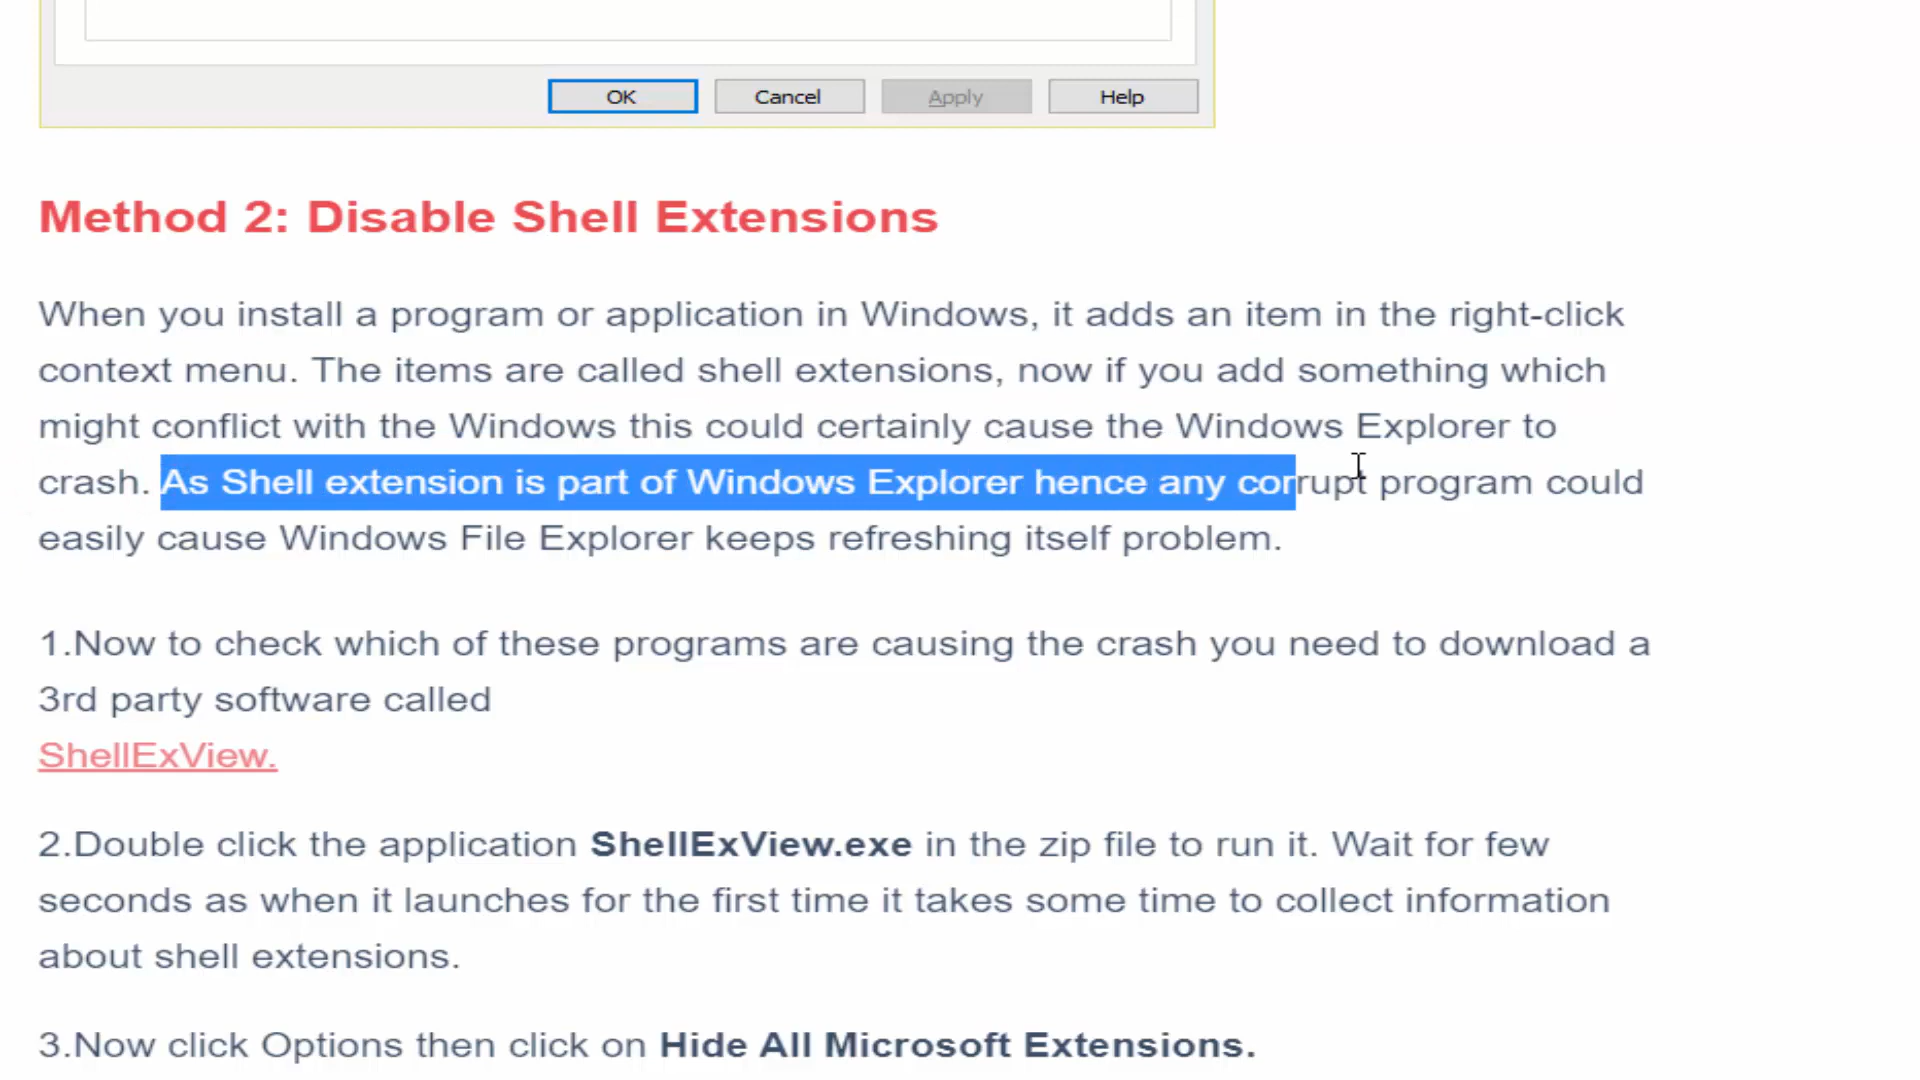 OK Cancel Apply Help
Method 2: Disable Shell Extensions
When you install a program or application in Windows, it adds an item in the right-click
context menu. The items are called shell extensions, now if you add something which
might conflict with the Windows this could certainly cause the Windows Explorer to
crash. As Shell extension is part of Windows Explorer hence any corrupt program could
easily cause Windows File Explorer keeps refreshing itself problem.
1.Now to check which of these programs are causing the crash you need to download a
3rd party software called
ShellExView.
2.Double click the application ShellExView.exe in the zip file to run it. Wait for few
seconds as when it launches for the first time it takes some time to collect information
about shell extensions.
3.Now click Options then click on Hide All Microsoft Extensions.